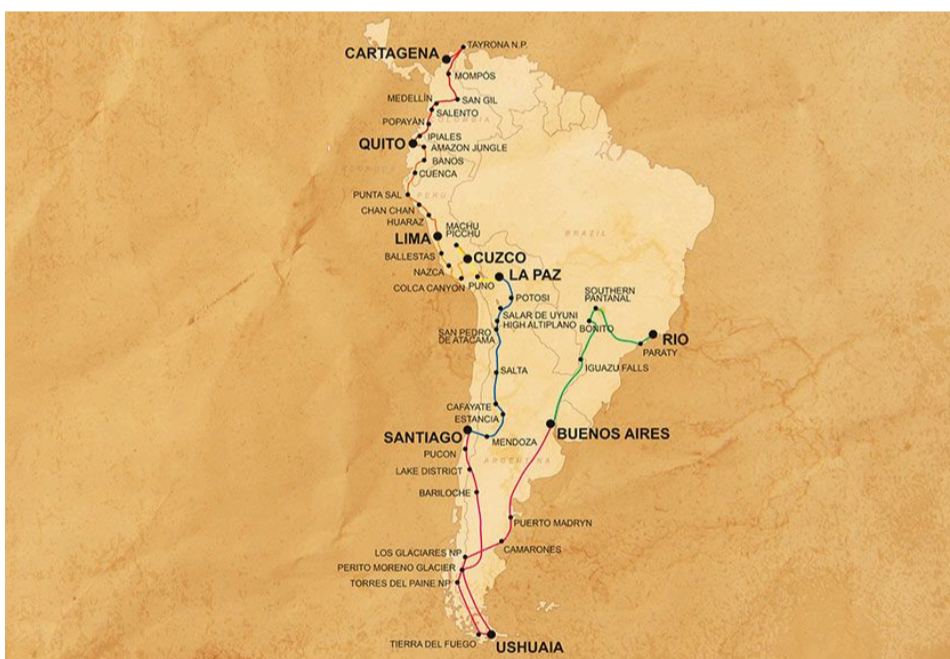 TAYRONA N.P.
CARTAGENA
MOMPÓS
MEDELLÍN
SAN GIL
SALENTO
POPAYÁN
COLOMBIA
IPIALES
QUITO
AMAZON JUNGLE
BANOS
ECUADOR
CUENCA
PUNTA SAL
PERU
CHAN CHAN
HUARAZ
MACHU
PICCHU
LIMA
BRAZIL
BALLESTAS
CUZCO
NAZCA
PUNO
LA PAZ
COLCA CANYON
SOUTHERN
PANTANAL
POTOSI
SALAR DE UYUNI
HIGH ALTIPLANO
BONITO
SAN PEDRO
DE ATACAMA
RIO
PARATY
IGUAZU FALLS
SALTA
CAFAYATE
ESTANCIA
SANTIAGO
MENDOZA
BUENOS AIRES
PUCON
ARGENTINA
LAKE DISTRICT
BARILOCHE
PUERTO MADRYN
CAMARONES
LOS GLACIARES NP
PERITO MORENO GLACIER
TORRES DEL PAINE NP
TIERRA DEL FUEGO
USHUAIA